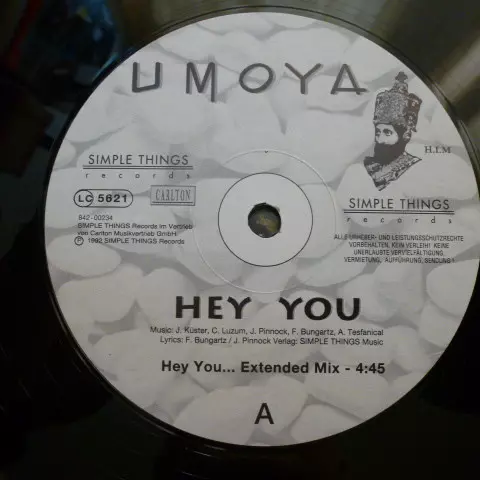 UMOYA
H.I.M
SIMPLE THINGS
records
LC 5621
CARLTON
842-00234
SIMPLE THINGS Records im Vertrieb
von Carlton Musikvertrieb GmbH.
℗ 1992 SIMPLE THINGS Records
SIMPLE THINGS
records
ALLE URHEBER- UND LEISTUNGSSCHUTZRECHTE
VORBEHALTEN. KEIN VERLEIH! KEINE
UNERLAUBTE VERVIELFÄLTIGUNG,
VERMIETUNG, AUFFÜHRUNG, SENDUNG!
HEY YOU
Music: J. Küster, C. Luzum, J. Pinnock, F. Bungartz, A. Tesfanical
Lyrics: F. Bungartz / J. Pinnock Verlag: SIMPLE THINGS Music
Hey You... Extended Mix - 4:45
A